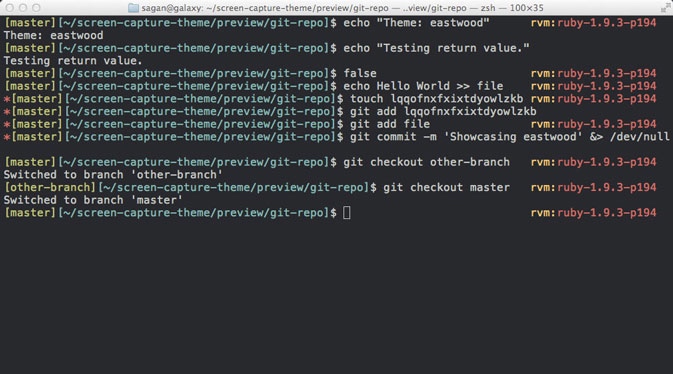 sagan@galaxy: ~/screen-capture-theme/preview/git-repo — ..view/git-repo — zsh — 100×35
[master][~/screen-capture-theme/preview/git-repo]$ echo "Theme: eastwood" rvm:ruby-1.9.3-p194
Theme: eastwood
[master][~/screen-capture-theme/preview/git-repo]$ echo "Testing return value." rvm:ruby-1.9.3-p194
Testing return value.
[master][~/screen-capture-theme/preview/git-repo]$ false rvm:ruby-1.9.3-p194
[master][~/screen-capture-theme/preview/git-repo]$ echo Hello World >> file rvm:ruby-1.9.3-p194
*[master][~/screen-capture-theme/preview/git-repo]$ touch lqqofnxfxixtdyowlzkb rvm:ruby-1.9.3-p194
*[master][~/screen-capture-theme/preview/git-repo]$ git add lqqofnxfxixtdyowlzkb
*[master][~/screen-capture-theme/preview/git-repo]$ git add file rvm:ruby-1.9.3-p194
*[master][~/screen-capture-theme/preview/git-repo]$ git commit -m 'Showcasing eastwood' &> /dev/null
[master][~/screen-capture-theme/preview/git-repo]$ git checkout other-branch rvm:ruby-1.9.3-p194
Switched to branch 'other-branch'
[other-branch][~/screen-capture-theme/preview/git-repo]$ git checkout master rvm:ruby-1.9.3-p194
Switched to branch 'master'
[master][~/screen-capture-theme/preview/git-repo]$ rvm:ruby-1.9.3-p194